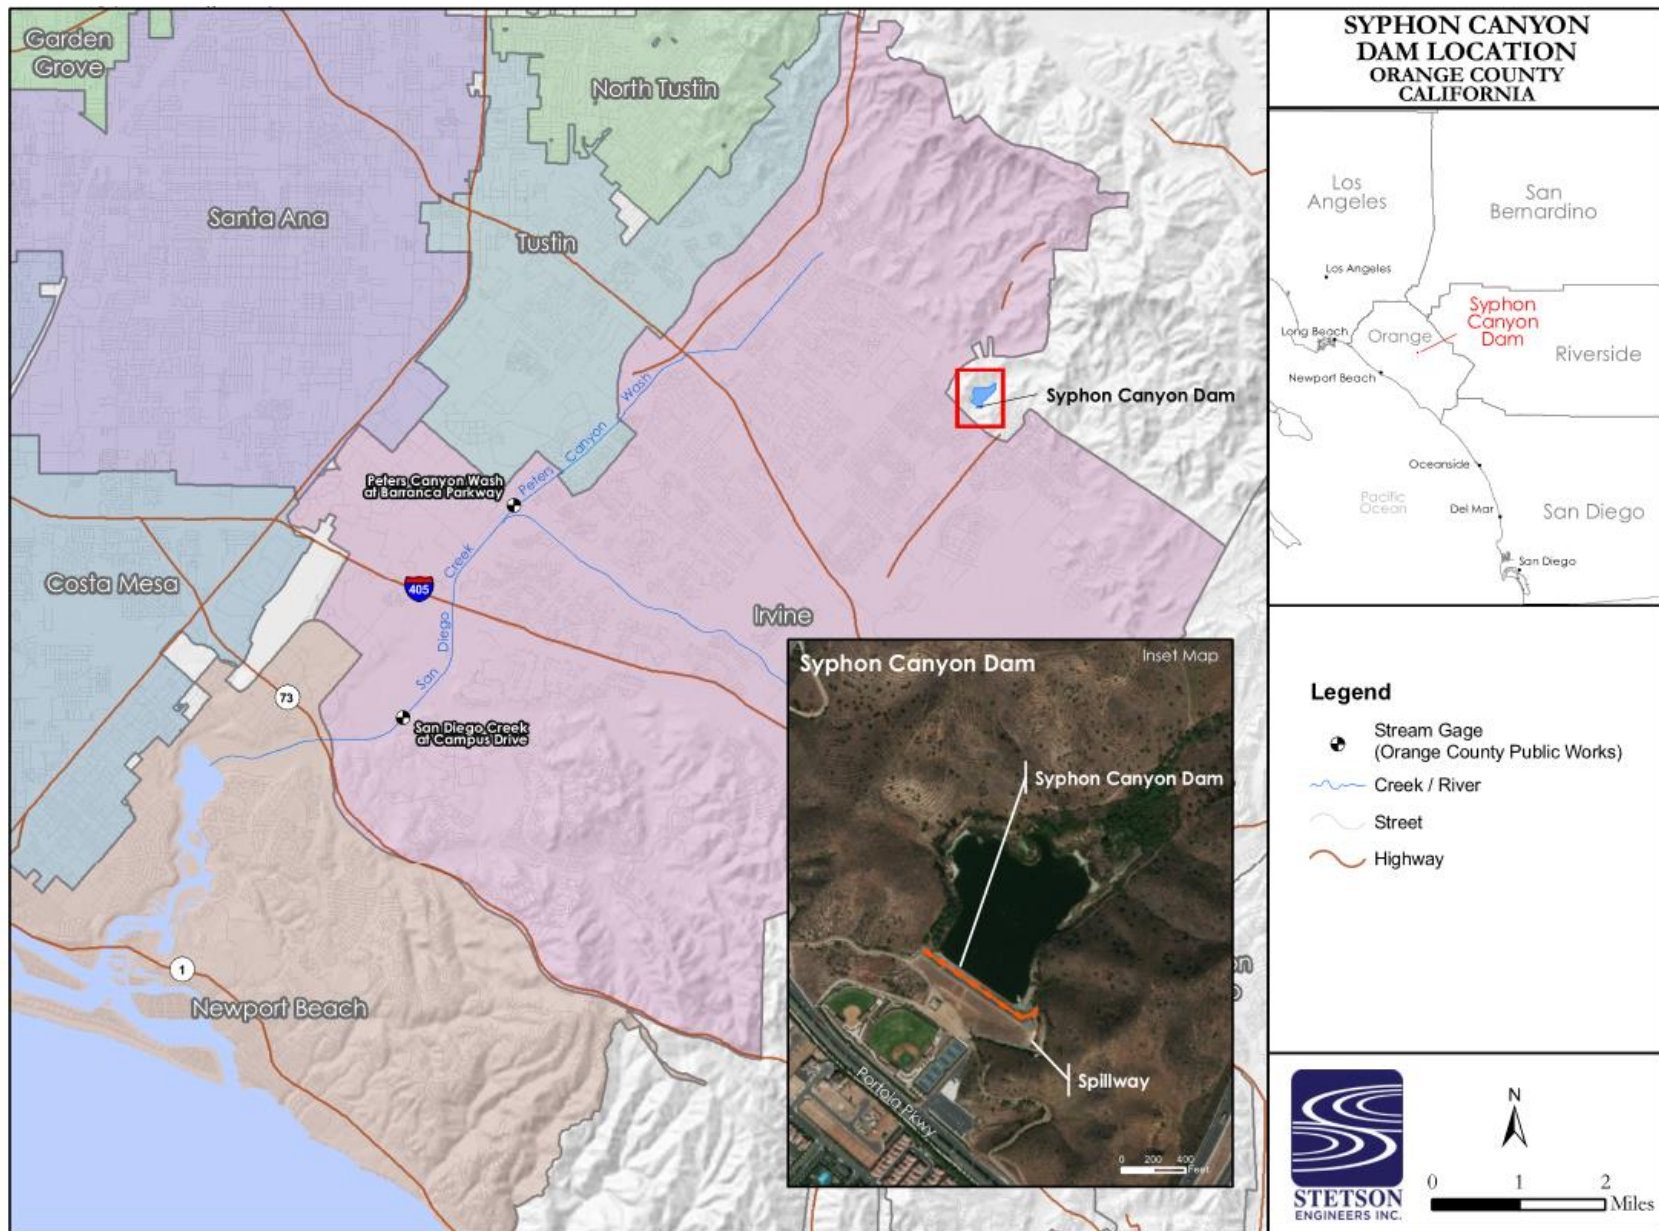 Garden
Grove
North Tustin
Santa Ana
Tustin
Peters Canyon Wash
Syphon Canyon Dam
Peters Canyon Wash
at Barranca Parkway
Costa Mesa
405
San Diego Creek
Irvine
73
San Diego Creek
at Campus Drive
1
Newport Beach
Syphon Canyon Dam
Inset Map
Syphon Canyon Dam
Spillway
Portola Pkwy
0 200 400
Feet
SYPHON CANYON
DAM LOCATION
ORANGE COUNTY
CALIFORNIA
Los
Angeles
San
Bernardino
Los Angeles
Syphon
Canyon
Dam
Long Beach
Orange
Riverside
Newport Beach
Oceanside
Pacific
Ocean
Del Mar
San Diego
San Diego
Legend
Stream Gage
(Orange County Public Works)
Creek / River
Street
Highway
STETSON
ENGINEERS INC.
N
0 1 2
Miles